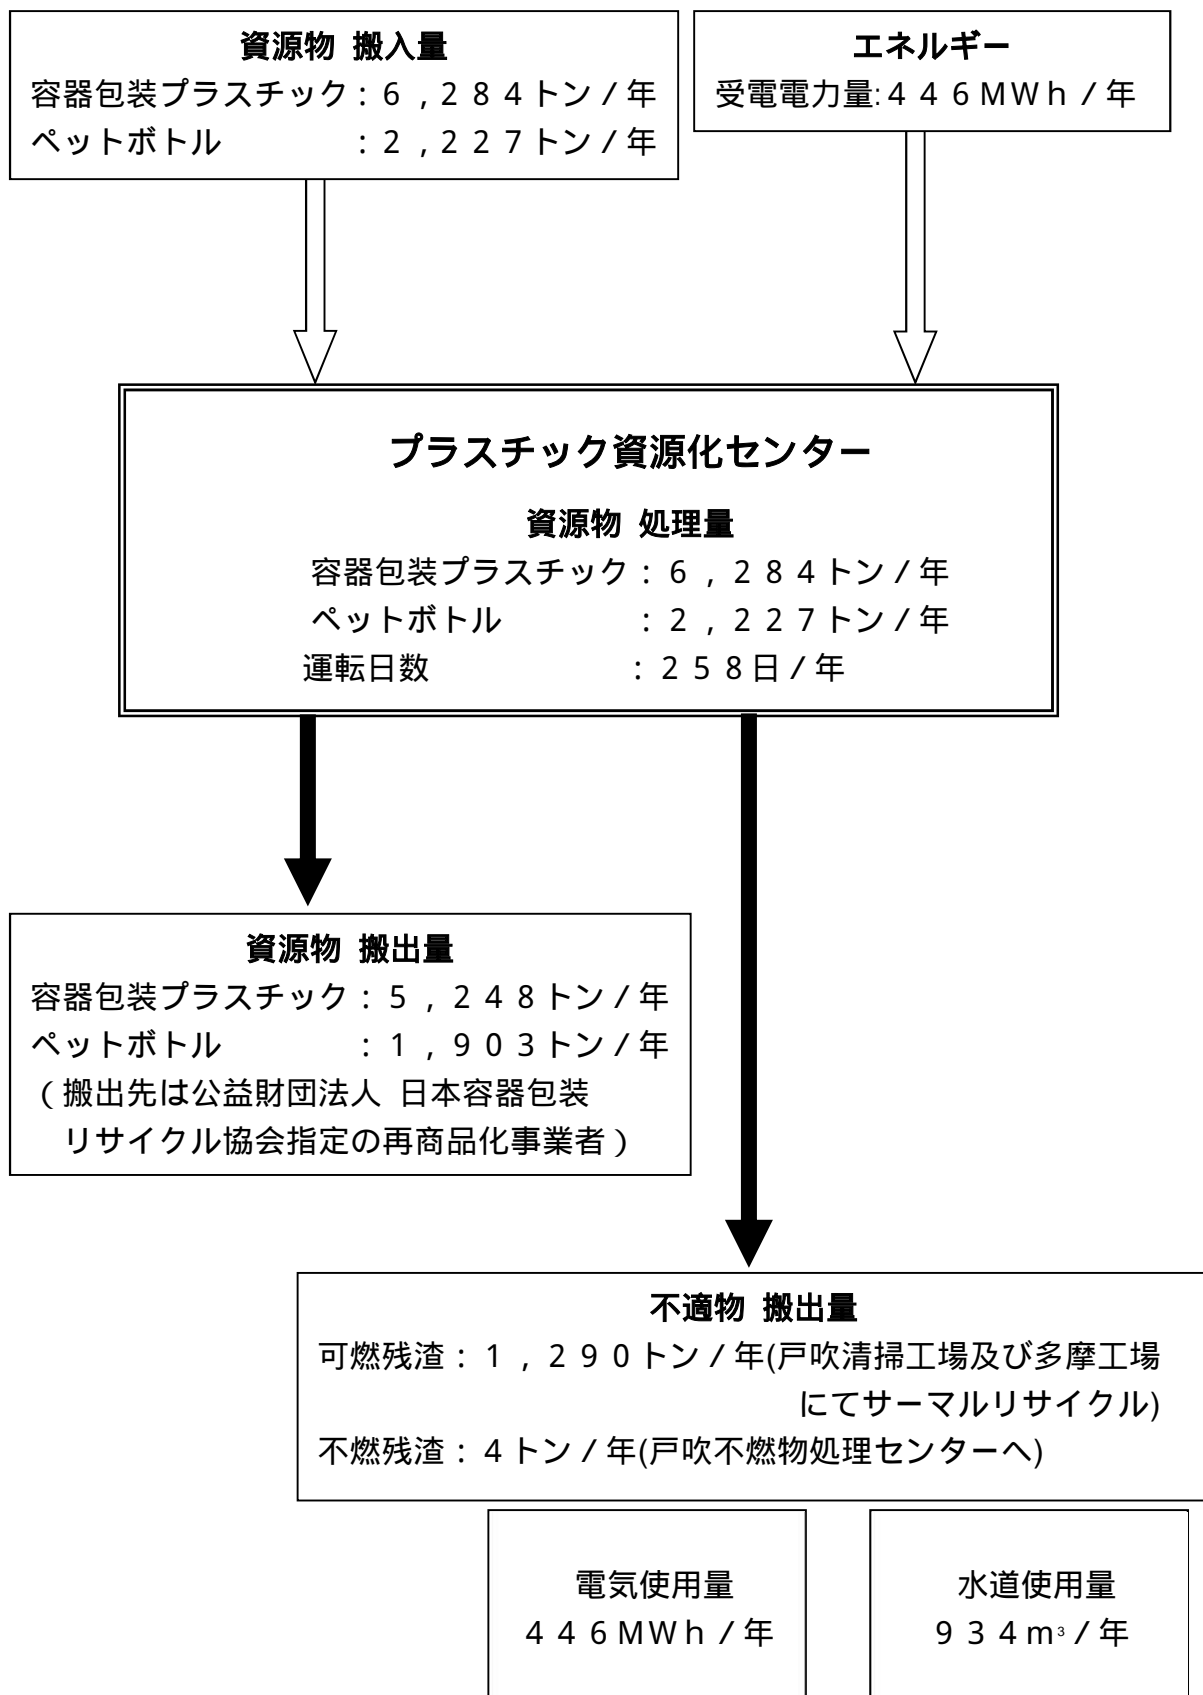 資源物 搬入量
容器包装プラスチック:6,284トン/年
ペットボトル :2,227トン/年
エネルギー
受電電力量:446MWh/年
プラスチック資源化センター
資源物 処理量
容器包装プラスチック:6,284トン/年
ペットボトル :2,227トン/年
運転日数 :258日/年
資源物 搬出量
容器包装プラスチック:5,248トン/年
ペットボトル :1,903トン/年
(搬出先は公益財団法人 日本容器包装
リサイクル協会指定の再商品化事業者)
不適物 搬出量
可燃残渣:1,290トン/年(戸吹清掃工場及び多摩工場
にてサーマルリサイクル)
不燃残渣:4トン/年(戸吹不燃物処理センターへ)
電気使用量
446MWh/年
水道使用量
934m³/年